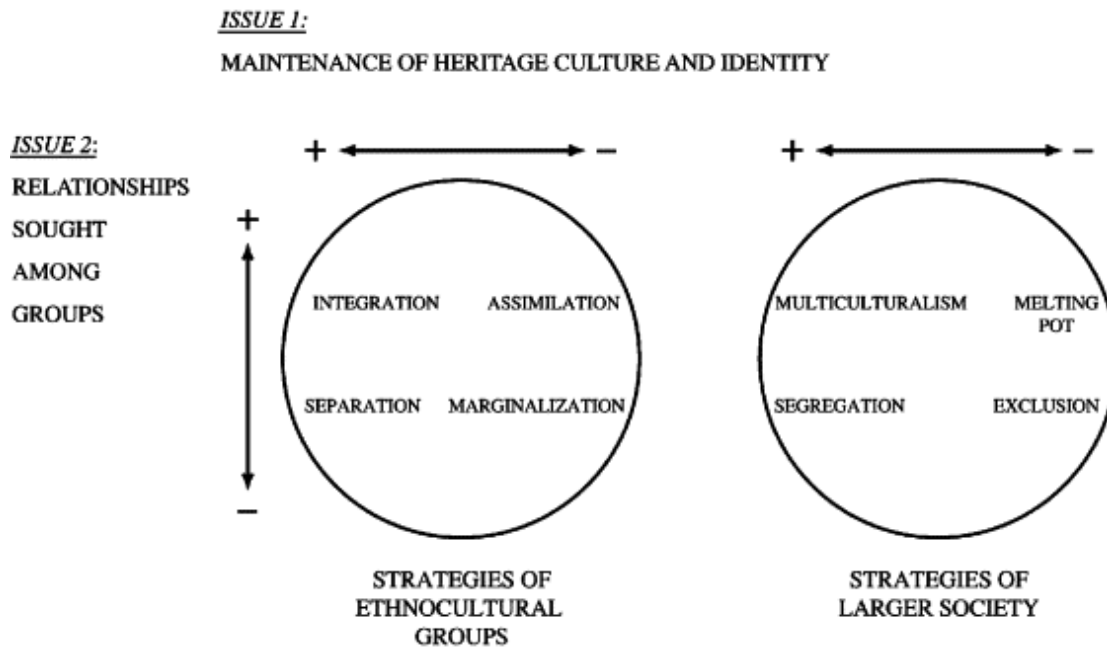 ISSUE 1:
MAINTENANCE OF HERITAGE CULTURE AND IDENTITY
ISSUE 2:
RELATIONSHIPS
SOUGHT
AMONG
GROUPS
+ −
+ −
+
−
INTEGRATION ASSIMILATION
SEPARATION MARGINALIZATION
MULTICULTURALISM MELTING
POT
SEGREGATION EXCLUSION
STRATEGIES OF
ETHNOCULTURAL
GROUPS
STRATEGIES OF
LARGER SOCIETY